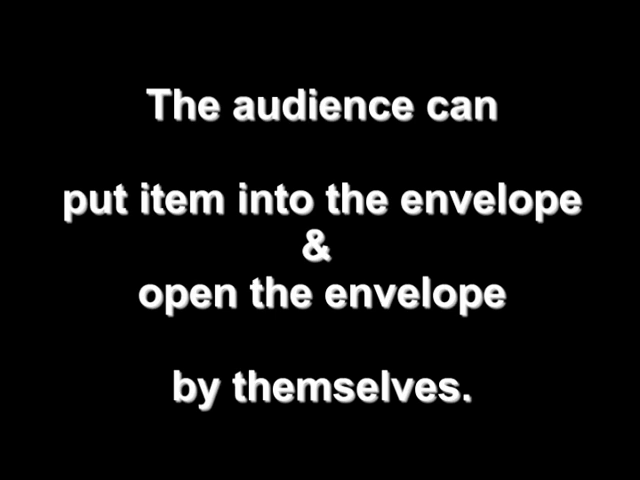 The audience can
put item into the envelope
&
open the envelope
by themselves.